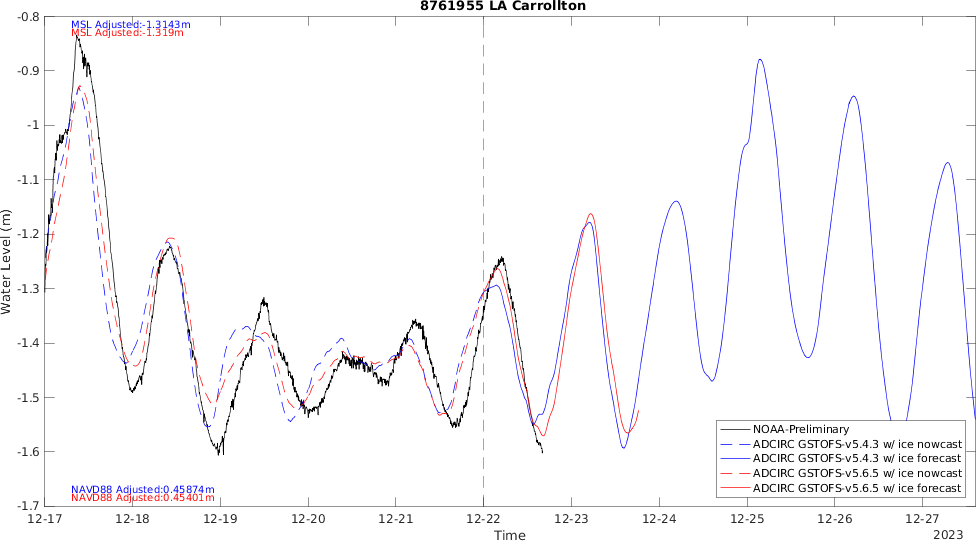 8761955 LA Carrollton
MSL Adjusted:-1.3143m
MSL Adjusted:-1.319m
-0.8
-0.9
-1
-1.1
-1.2
-1.3
-1.4
-1.5
-1.6
-1.7
Water Level (m)
NAVD88 Adjusted:0.45874m
NAVD88 Adjusted:0.45401m
NOAA-Preliminary
ADCIRC GSTOFS-v5.4.3 w/ ice nowcast
ADCIRC GSTOFS-v5.4.3 w/ ice forecast
ADCIRC GSTOFS-v5.6.5 w/ ice nowcast
ADCIRC GSTOFS-v5.6.5 w/ ice forecast
12-17 12-18 12-19 12-20 12-21 12-22 12-23 12-24 12-25 12-26 12-27
Time
2023